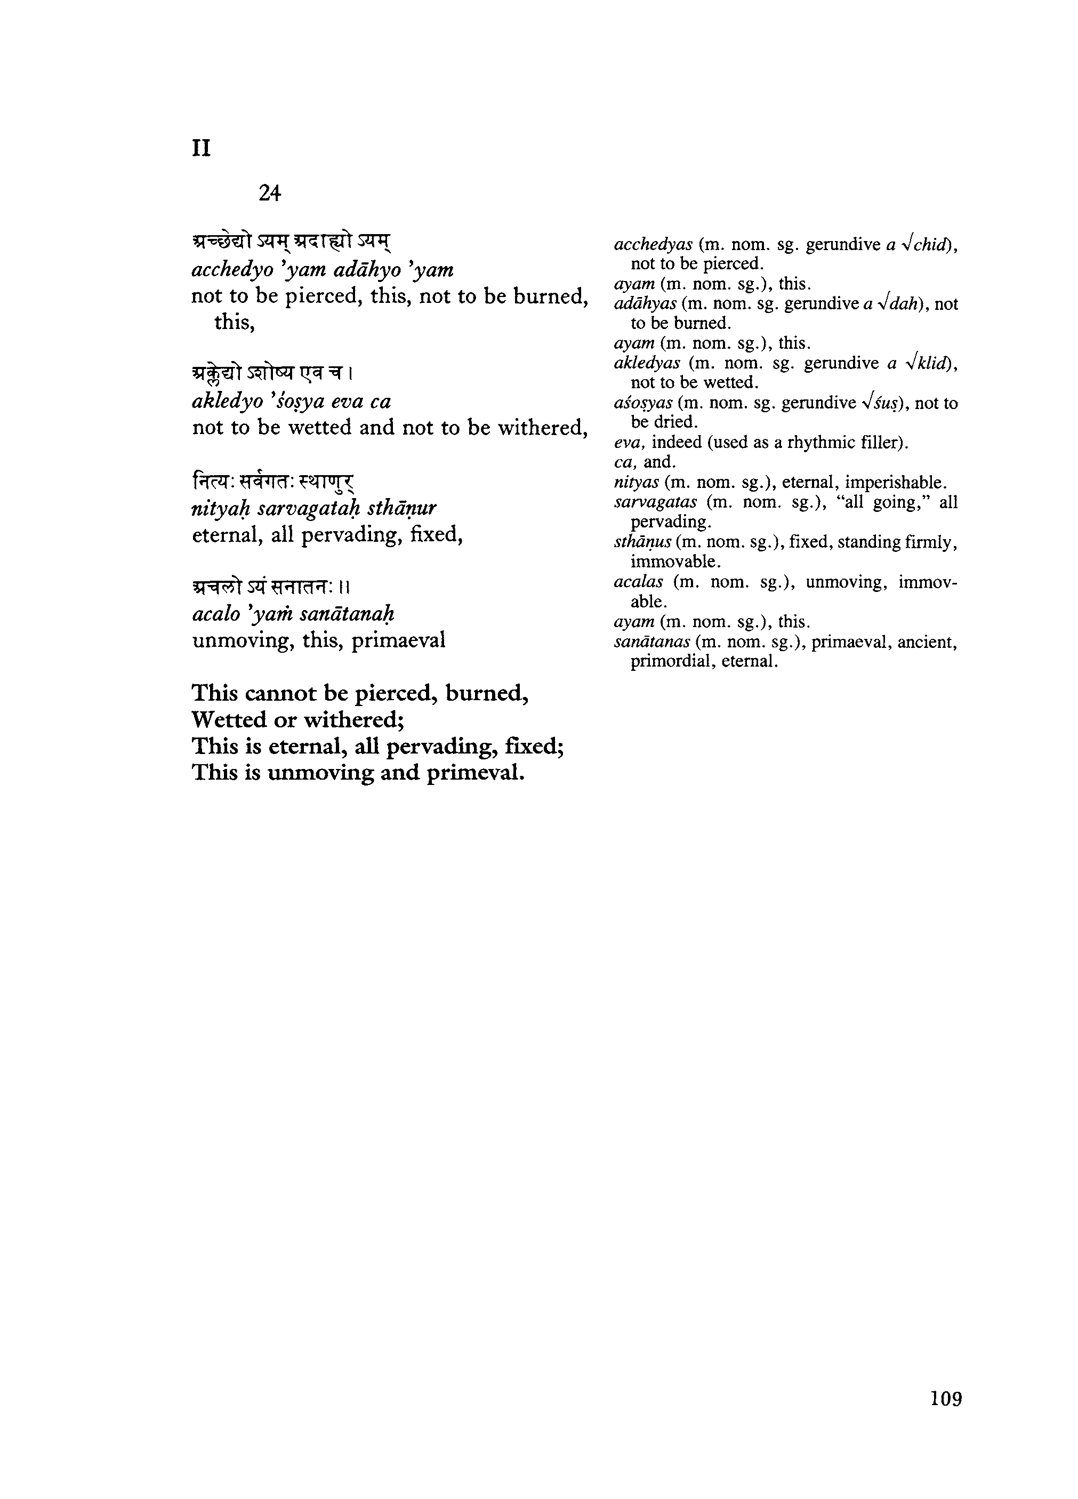 II
24
अच्छेद्यो ऽयम् अदाह्यो ऽयम्
acchedyo ’yam adāhyo ’yam
not to be pierced, this, not to be burned,
this,
अक्लेद्यो ऽशोष्य एव च ।
akledyo ’śoṣya eva ca
not to be wetted and not to be withered,
नित्यः सर्वगतः स्थाणुर्
nityaḥ sarvagataḥ sthāṇur
eternal, all pervading, fixed,
अचलो ऽयं सनातनः ।।
acalo ’yaṁ sanātanaḥ
unmoving, this, primaeval
This cannot be pierced, burned,
Wetted or withered;
This is eternal, all pervading, fixed;
This is unmoving and primeval.
acchedyas (m. nom. sg. gerundive a √chid),
not to be pierced.
ayam (m. nom. sg.), this.
adāhyas (m. nom. sg. gerundive a √dah), not
to be burned.
ayam (m. nom. sg.), this.
akledyas (m. nom. sg. gerundive a √klid),
not to be wetted.
aśoṣyas (m. nom. sg. gerundive √śuṣ), not to
be dried.
eva, indeed (used as a rhythmic filler).
ca, and.
nityas (m. nom. sg.), eternal, imperishable.
sarvagatas (m. nom. sg.), “all going,” all
pervading.
sthāṇus (m. nom. sg.), fixed, standing firmly,
immovable.
acalas (m. nom. sg.), unmoving, immov-
able.
ayam (m. nom. sg.), this.
sanātanas (m. nom. sg.), primaeval, ancient,
primordial, eternal.
109